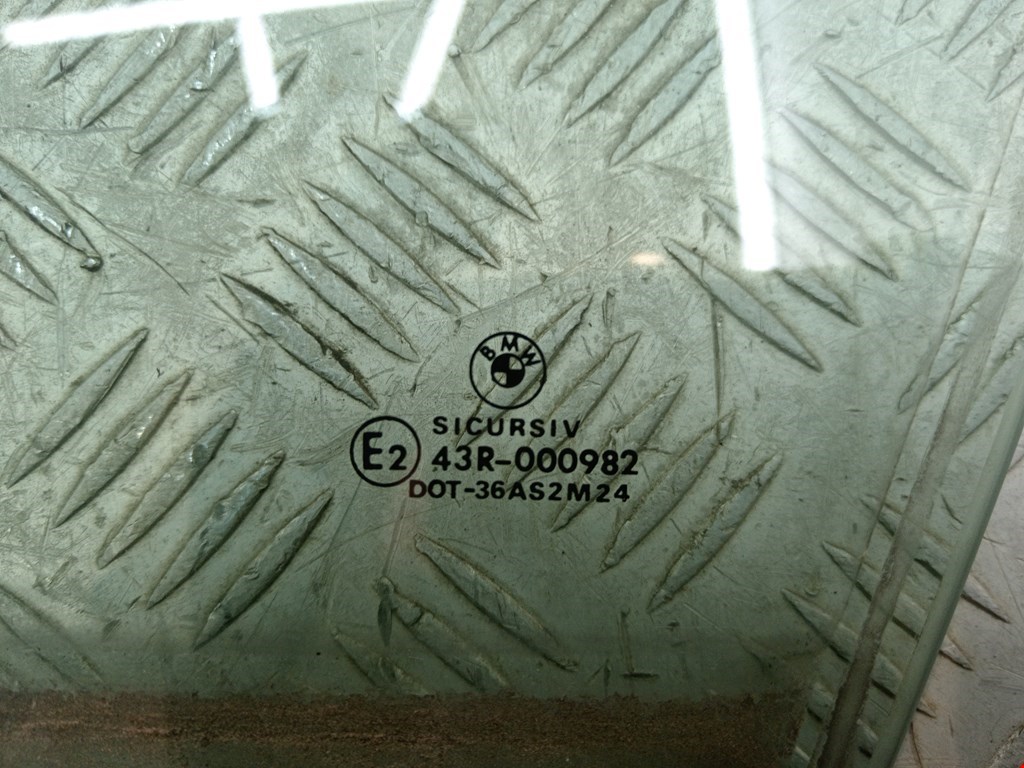 BMW
SICURSIV
E2 43R-000982
DOT-36AS2M24